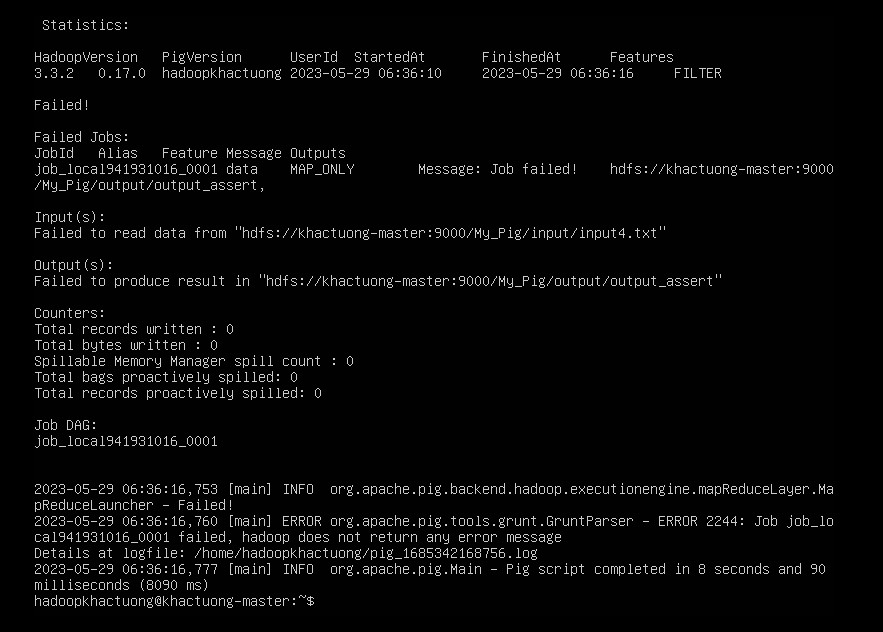 Statistics:
HadoopVersion PigVersion UserId StartedAt FinishedAt Features
3.3.2 0.17.0 hadoopkhactuong 2023-05-29 06:36:10 2023-05-29 06:36:16 FILTER
Failed!
Failed Jobs:
JobId Alias Feature Message Outputs
job_local941931016_0001 data MAP_ONLY Message: Job failed! hdfs://khactuong-master:9000
/My_Pig/output/output_assert,
Input(s):
Failed to read data from "hdfs://khactuong-master:9000/My_Pig/input/input4.txt"
Output(s):
Failed to produce result in "hdfs://khactuong-master:9000/My_Pig/output/output_assert"
Counters:
Total records written : 0
Total bytes written : 0
Spillable Memory Manager spill count : 0
Total bags proactively spilled: 0
Total records proactively spilled: 0
Job DAG:
job_local941931016_0001
2023-05-29 06:36:16,753 [main] INFO org.apache.pig.backend.hadoop.executionengine.mapReduceLayer.Ma
pReduceLauncher - Failed!
2023-05-29 06:36:16,760 [main] ERROR org.apache.pig.tools.grunt.GruntParser - ERROR 2244: Job job_lo
cal941931016_0001 failed, hadoop does not return any error message
Details at logfile: /home/hadoopkhactuong/pig_1685342168756.log
2023-05-29 06:36:16,777 [main] INFO org.apache.pig.Main - Pig script completed in 8 seconds and 90
milliseconds (8090 ms)
hadoopkhactuong@khactuong-master:~$